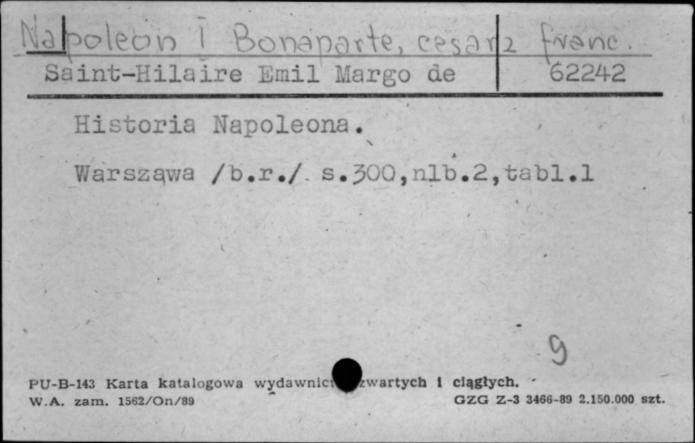 Napoleon I Bonaparte, cesarz franc.
Saint-Hilaire Emil Margo de 62242
Historia Napoleona.
Warszawa /b.r./ s.300,nlb.2,tabl.1
9
PU-B-143 Karta katalogowa wydawnict zwartych i ciągłych.
W.A. zam. 1562/On/89 GZG Z-3 3466-89 2.150.000 szt.